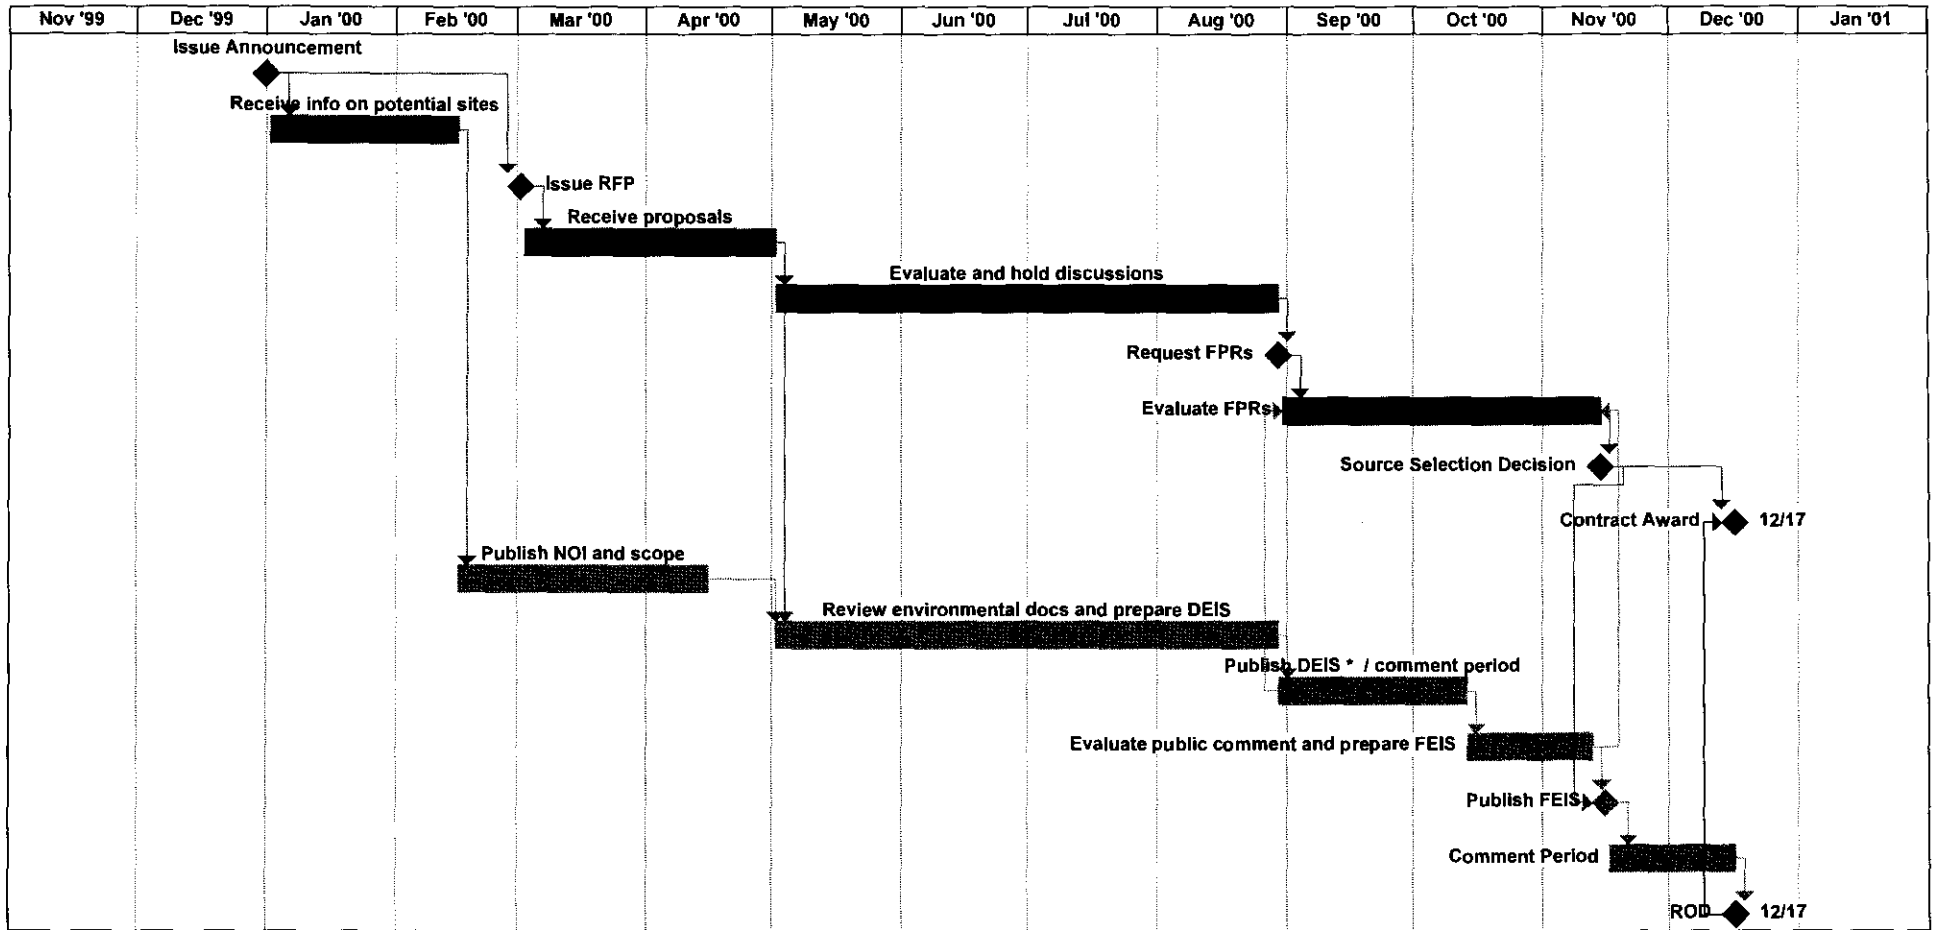 Nov '99 Dec '99 Jan '00 Feb '00 Mar '00 Apr '00 May '00 Jun '00 Jul '00 Aug '00 Sep '00 Oct '00 Nov '00 Dec '00 Jan '01
Issue Announcement
Receive info on potential sites
Issue RFP
Receive proposals
Evaluate and hold discussions
Request FPRs
Evaluate FPRs
Source Selection Decision
Contract Award 12/17
Publish NOI and scope
Review environmental docs and prepare DEIS
Publish DEIS * / comment period
Evaluate public comment and prepare FEIS
Publish FEIS
Comment Period
ROD 12/17